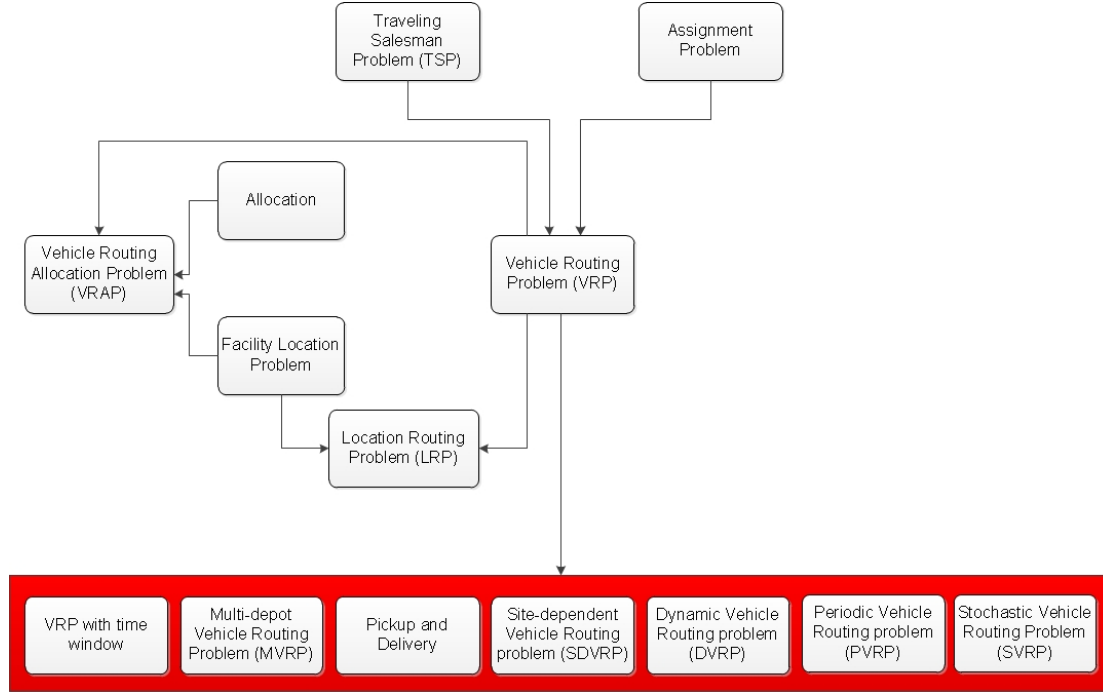 Traveling
Salesman
Problem (TSP)
Assignment
Problem
Allocation
Vehicle Routing
Allocation Problem
(VRAP)
Vehicle Routing
Problem (VRP)
Facility Location
Problem
Location Routing
Problem (LRP)
VRP with time
window
Multi-depot
Vehicle Routing
Problem (MVRP)
Pickup and
Delivery
Site-dependent
Vehicle Routing
problem (SDVRP)
Dynamic Vehicle
Routing problem
(DVRP)
Periodic Vehicle
Routing problem
(PVRP)
Stochastic Vehicle
Routing Problem
(SVRP)